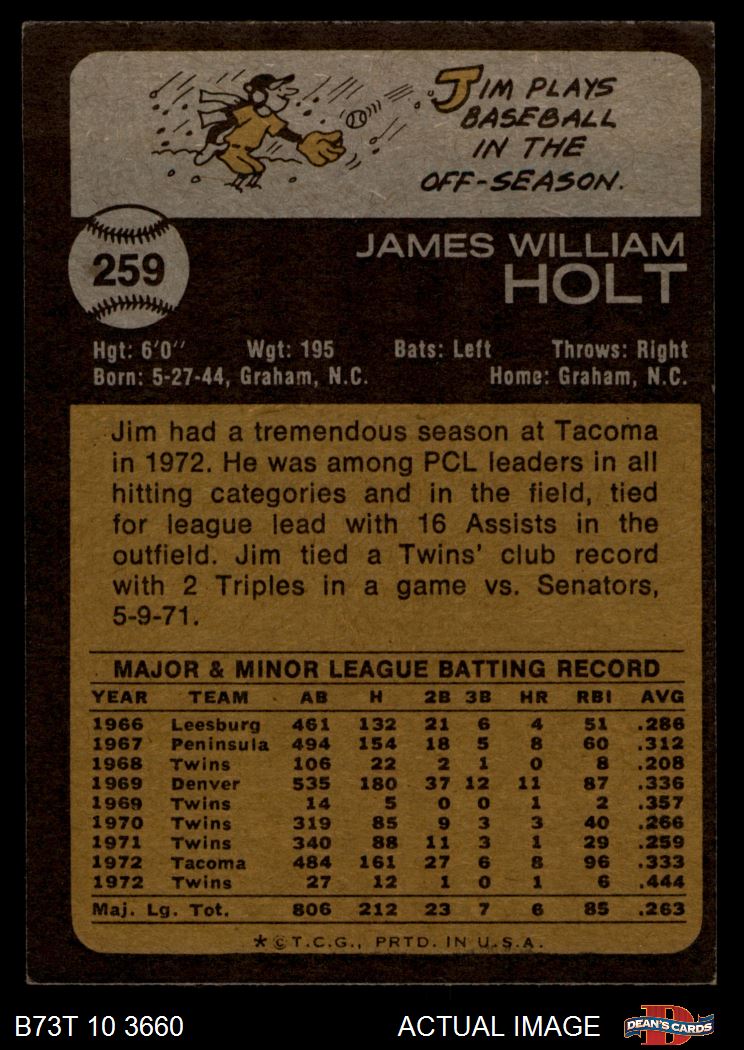 JIM PLAYS
BASEBALL
IN THE
OFF-SEASON.
259
JAMES WILLIAM
HOLT
Hgt: 6'0" Wgt: 195 Bats: Left Throws: Right
Born: 5-27-44, Graham, N.C. Home: Graham, N.C.
Jim had a tremendous season at Tacoma
in 1972. He was among PCL leaders in all
hitting categories and in the field, tied
for league lead with 16 Assists in the
outfield. Jim tied a Twins' club record
with 2 Triples in a game vs. Senators,
5-9-71.
MAJOR & MINOR LEAGUE BATTING RECORD
YEAR TEAM AB H 2B 3B HR RBI AVG
1966 Leesburg 461 132 21 6 4 51 .286
1967 Peninsula 494 154 18 5 8 60 .312
1968 Twins 106 22 2 1 0 8 .208
1969 Denver 535 180 37 12 11 87 .336
1969 Twins 14 5 0 0 1 2 .357
1970 Twins 319 85 9 3 3 40 .266
1971 Twins 340 88 11 3 1 29 .259
1972 Tacoma 484 161 27 6 8 96 .333
1972 Twins 27 12 1 0 1 6 .444
Maj. Lg. Tot. 806 212 23 7 6 85 .263
*© T.C.G., PRTD. IN U.S.A.
B73T 10 3660 ACTUAL IMAGE DEAN'S CARDS